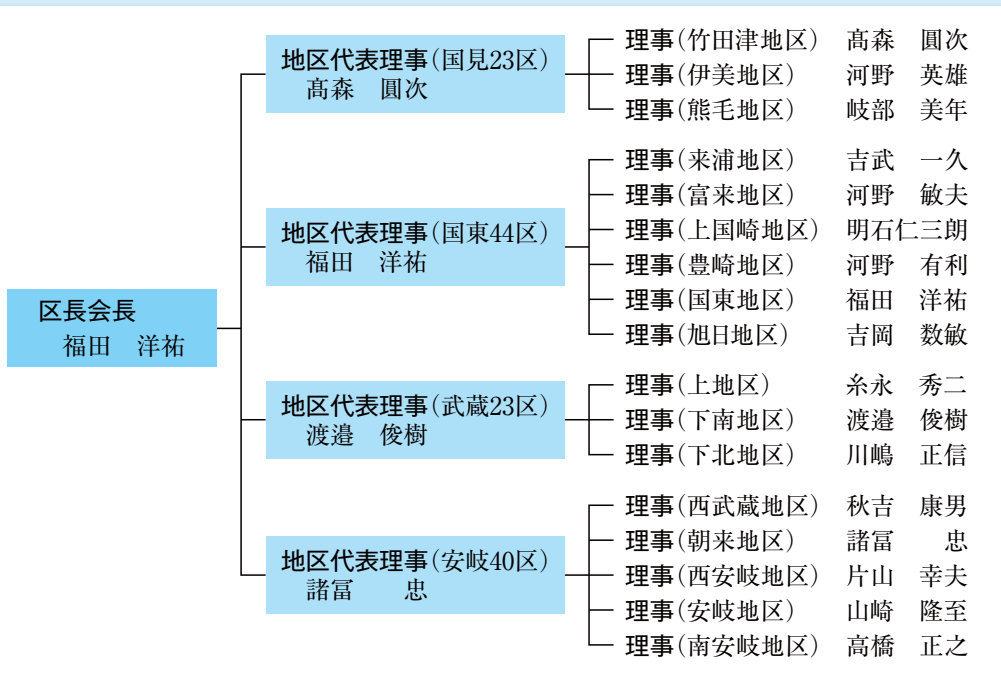 区長会長
福田　洋祐
地区代表理事(国見23区)
髙森　圓次
理事(竹田津地区)　髙森　圓次
理事(伊美地区)　河野　英雄
理事(熊毛地区)　岐部　美年
地区代表理事(国東44区)
福田　洋祐
理事(来浦地区)　吉武　一久
理事(富来地区)　河野　敏夫
理事(上国崎地区)　明石仁三朗
理事(豊崎地区)　河野　有利
理事(国東地区)　福田　洋祐
理事(旭日地区)　吉岡　数敏
地区代表理事(武蔵23区)
渡邉　俊樹
理事(上地区)　糸永　秀二
理事(下南地区)　渡邉　俊樹
理事(下北地区)　川嶋　正信
地区代表理事(安岐40区)
諸冨　　忠
理事(西武蔵地区)　秋吉　康男
理事(朝来地区)　諸冨　　忠
理事(西安岐地区)　片山　幸夫
理事(安岐地区)　山崎　隆至
理事(南安岐地区)　高橋　正之